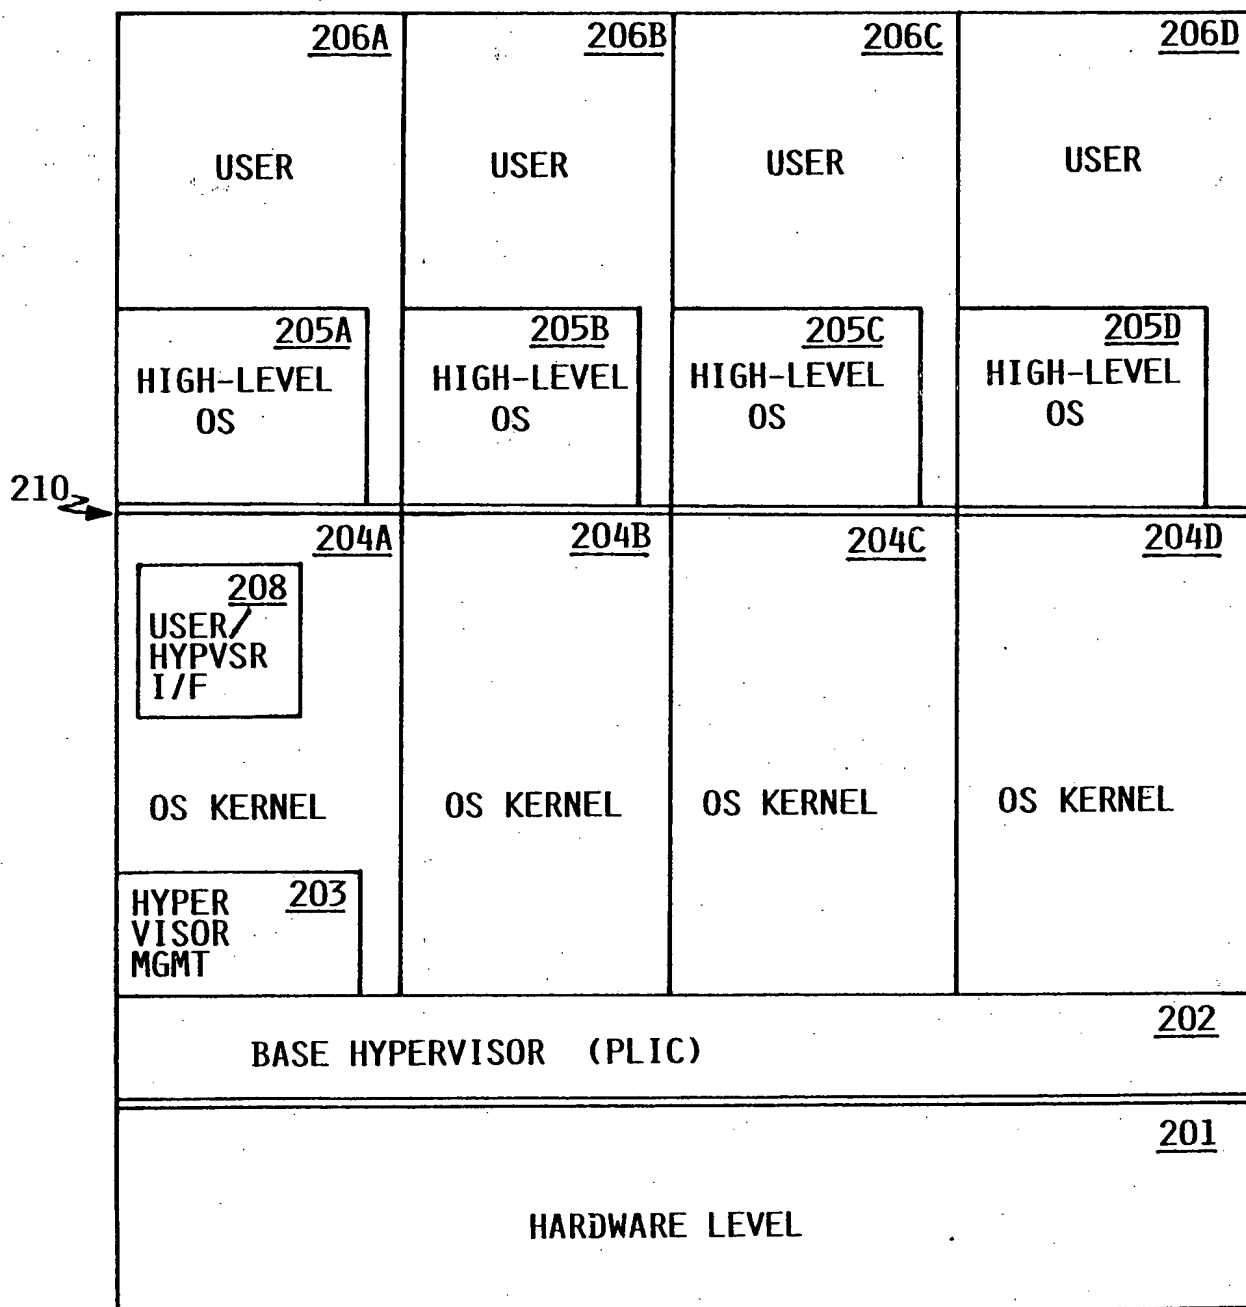 206A 206B 206C 206D
USER USER USER USER
205A 205B 205C 205D
HIGH-LEVEL OS HIGH-LEVEL OS HIGH-LEVEL OS HIGH-LEVEL OS
210
204A 204B 204C 204D
208
USER/
HYPVSR
I/F
OS KERNEL OS KERNEL OS KERNEL OS KERNEL
203
HYPER
VISOR
MGMT
202
BASE HYPERVISOR (PLIC)
201
HARDWARE LEVEL